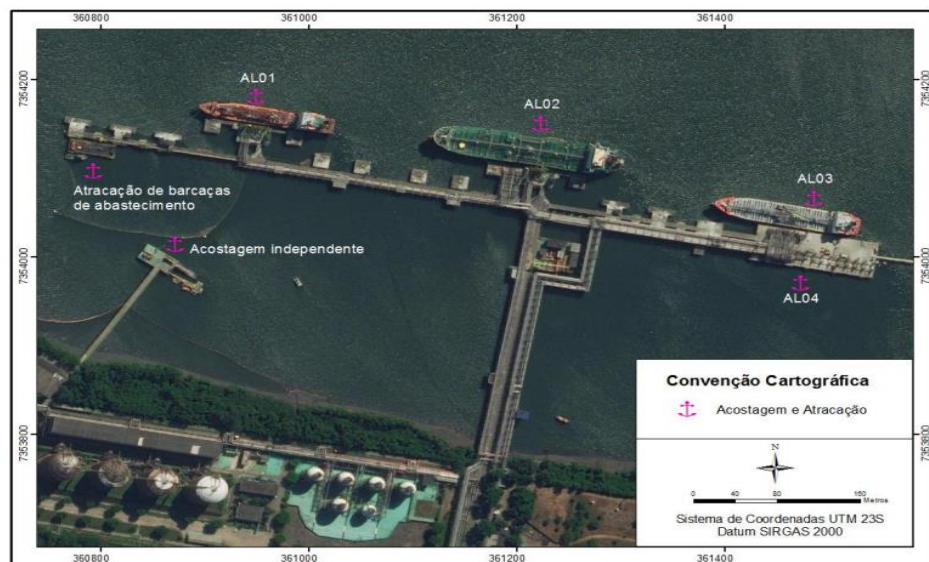 360800
361000
361200
361400
7354200
7354200
AL01
AL02
AL03
Atracação de barcaças
de abastecimento
Acostagem independente
7354000
7354000
AL04
Convenção Cartográfica
Acostagem e Atracação
7353800
7353800
N
0 40 80 160
Metros
Sistema de Coordenadas UTM 23S
Datum SIRGAS 2000
360800
361000
361200
361400